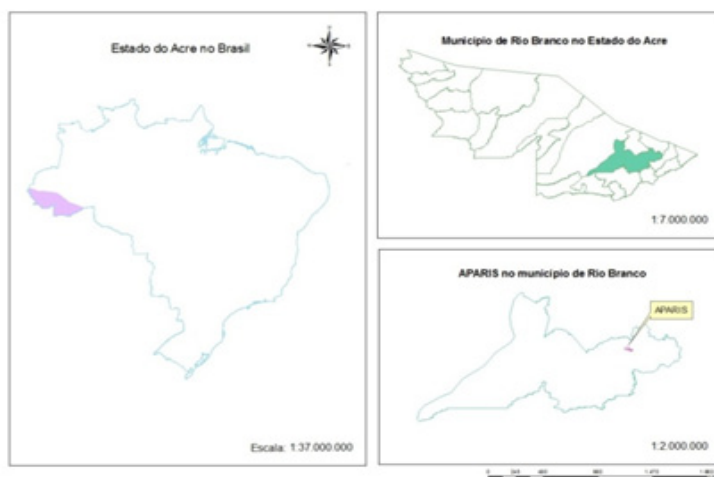 Estado do Acre no Brasil
Escala: 1:37.000.000
Município de Rio Branco no Estado do Acre
1:7.000.000
APARIS no município de Rio Branco
APARIS
1:2.000.000